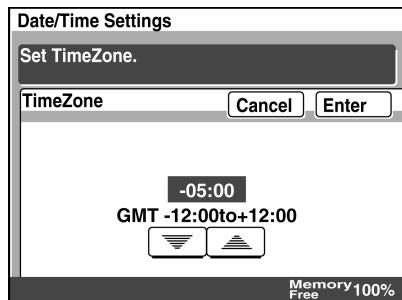 Date/Time Settings
Set TimeZone.
TimeZone
Cancel
Enter
-05:00
GMT -12:00to+12:00
Memory
Free 100%